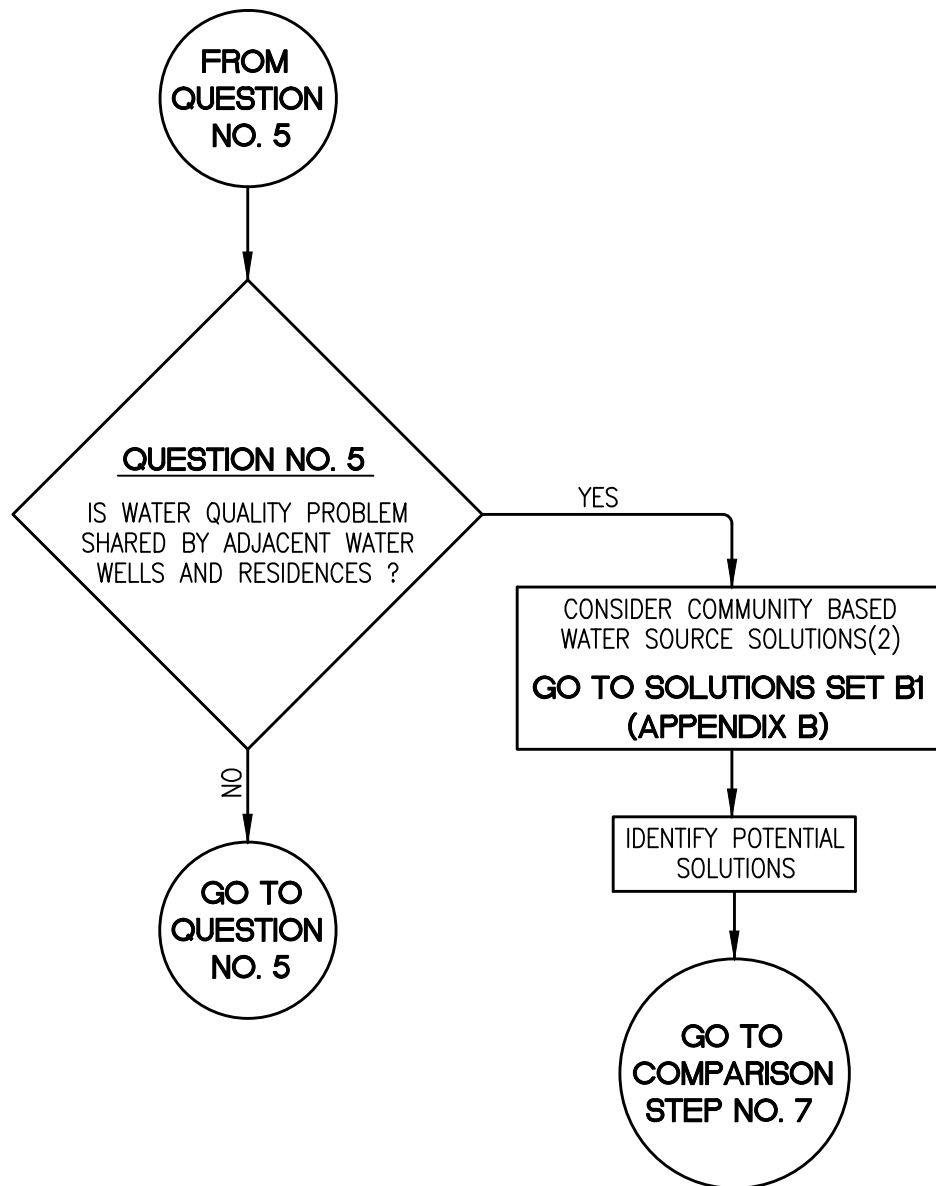 FROM
QUESTION
NO. 5
QUESTION NO. 5
IS WATER QUALITY PROBLEM
SHARED BY ADJACENT WATER
WELLS AND RESIDENCES ?
YES
CONSIDER COMMUNITY BASED
WATER SOURCE SOLUTIONS(2)
GO TO SOLUTIONS SET B1
(APPENDIX B)
NO
IDENTIFY POTENTIAL
SOLUTIONS
GO TO
QUESTION
NO. 5
GO TO
COMPARISON
STEP NO. 7